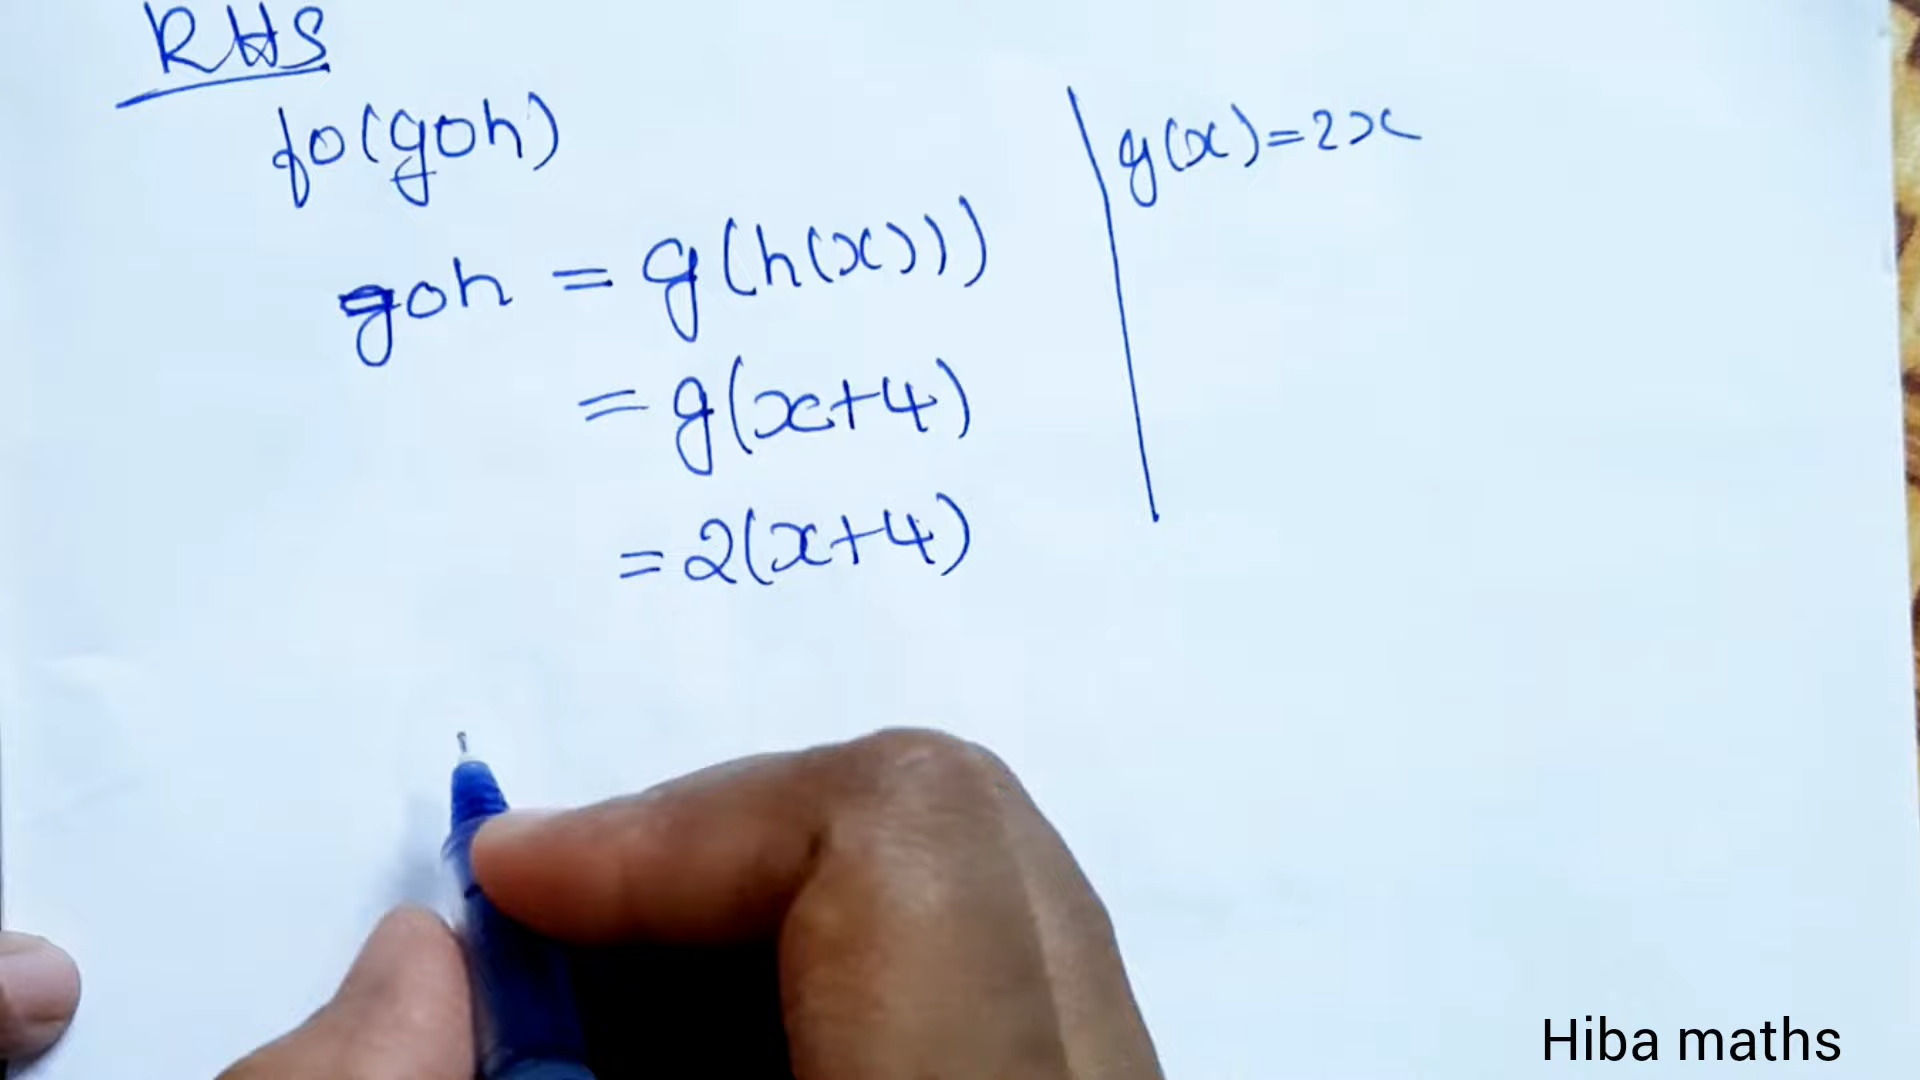 RHS
fo(goh)
g(x)=2x
goh = g(h(x)))
= g(x+4)
= 2(x+4)
Hiba maths